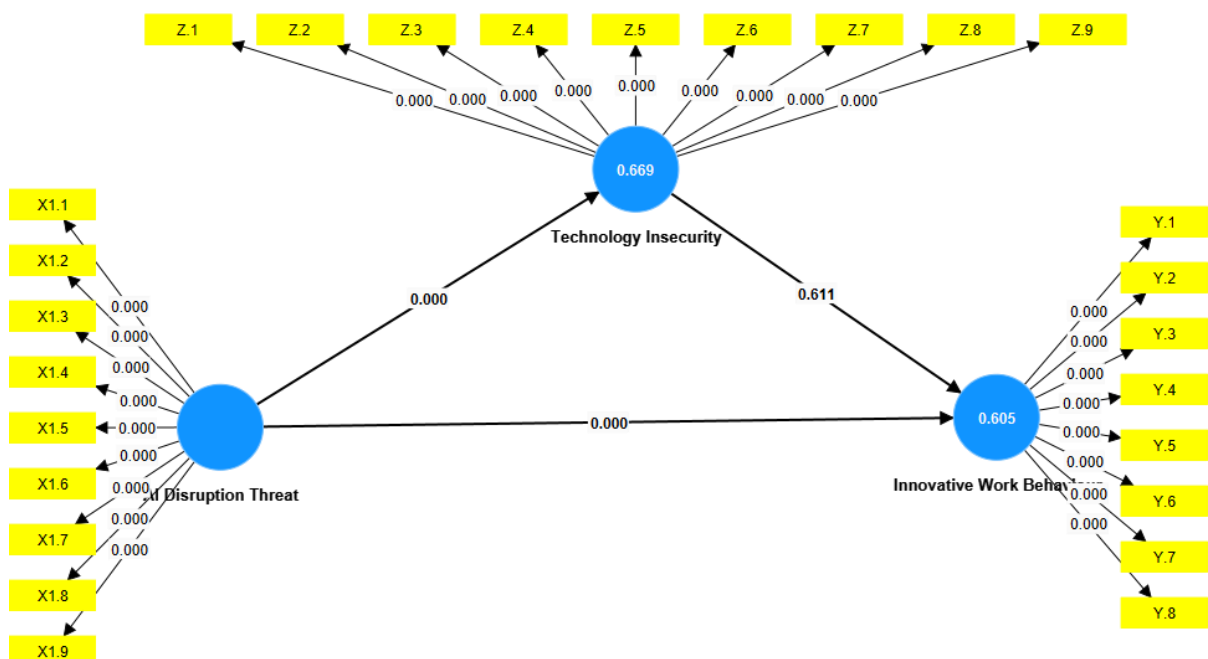 Z.1 Z.2 Z.3 Z.4 Z.5 Z.6 Z.7 Z.8 Z.9
0.000 0.000 0.000 0.000 0.000 0.000 0.000 0.000 0.000
0.669
Technology Insecurity
X1.1
X1.2
X1.3
X1.4
X1.5
X1.6
X1.7
X1.8
X1.9
0.000
0.000
0.000
0.000
0.000
0.000
0.000
0.000
0.000
AI Disruption Threat
0.000
0.611
0.000
0.605
Innovative Work
0.000
0.000
0.000
0.000
0.000
0.000
0.000
0.000
Y.1
Y.2
Y.3
Y.4
Y.5
Y.6
Y.7
Y.8